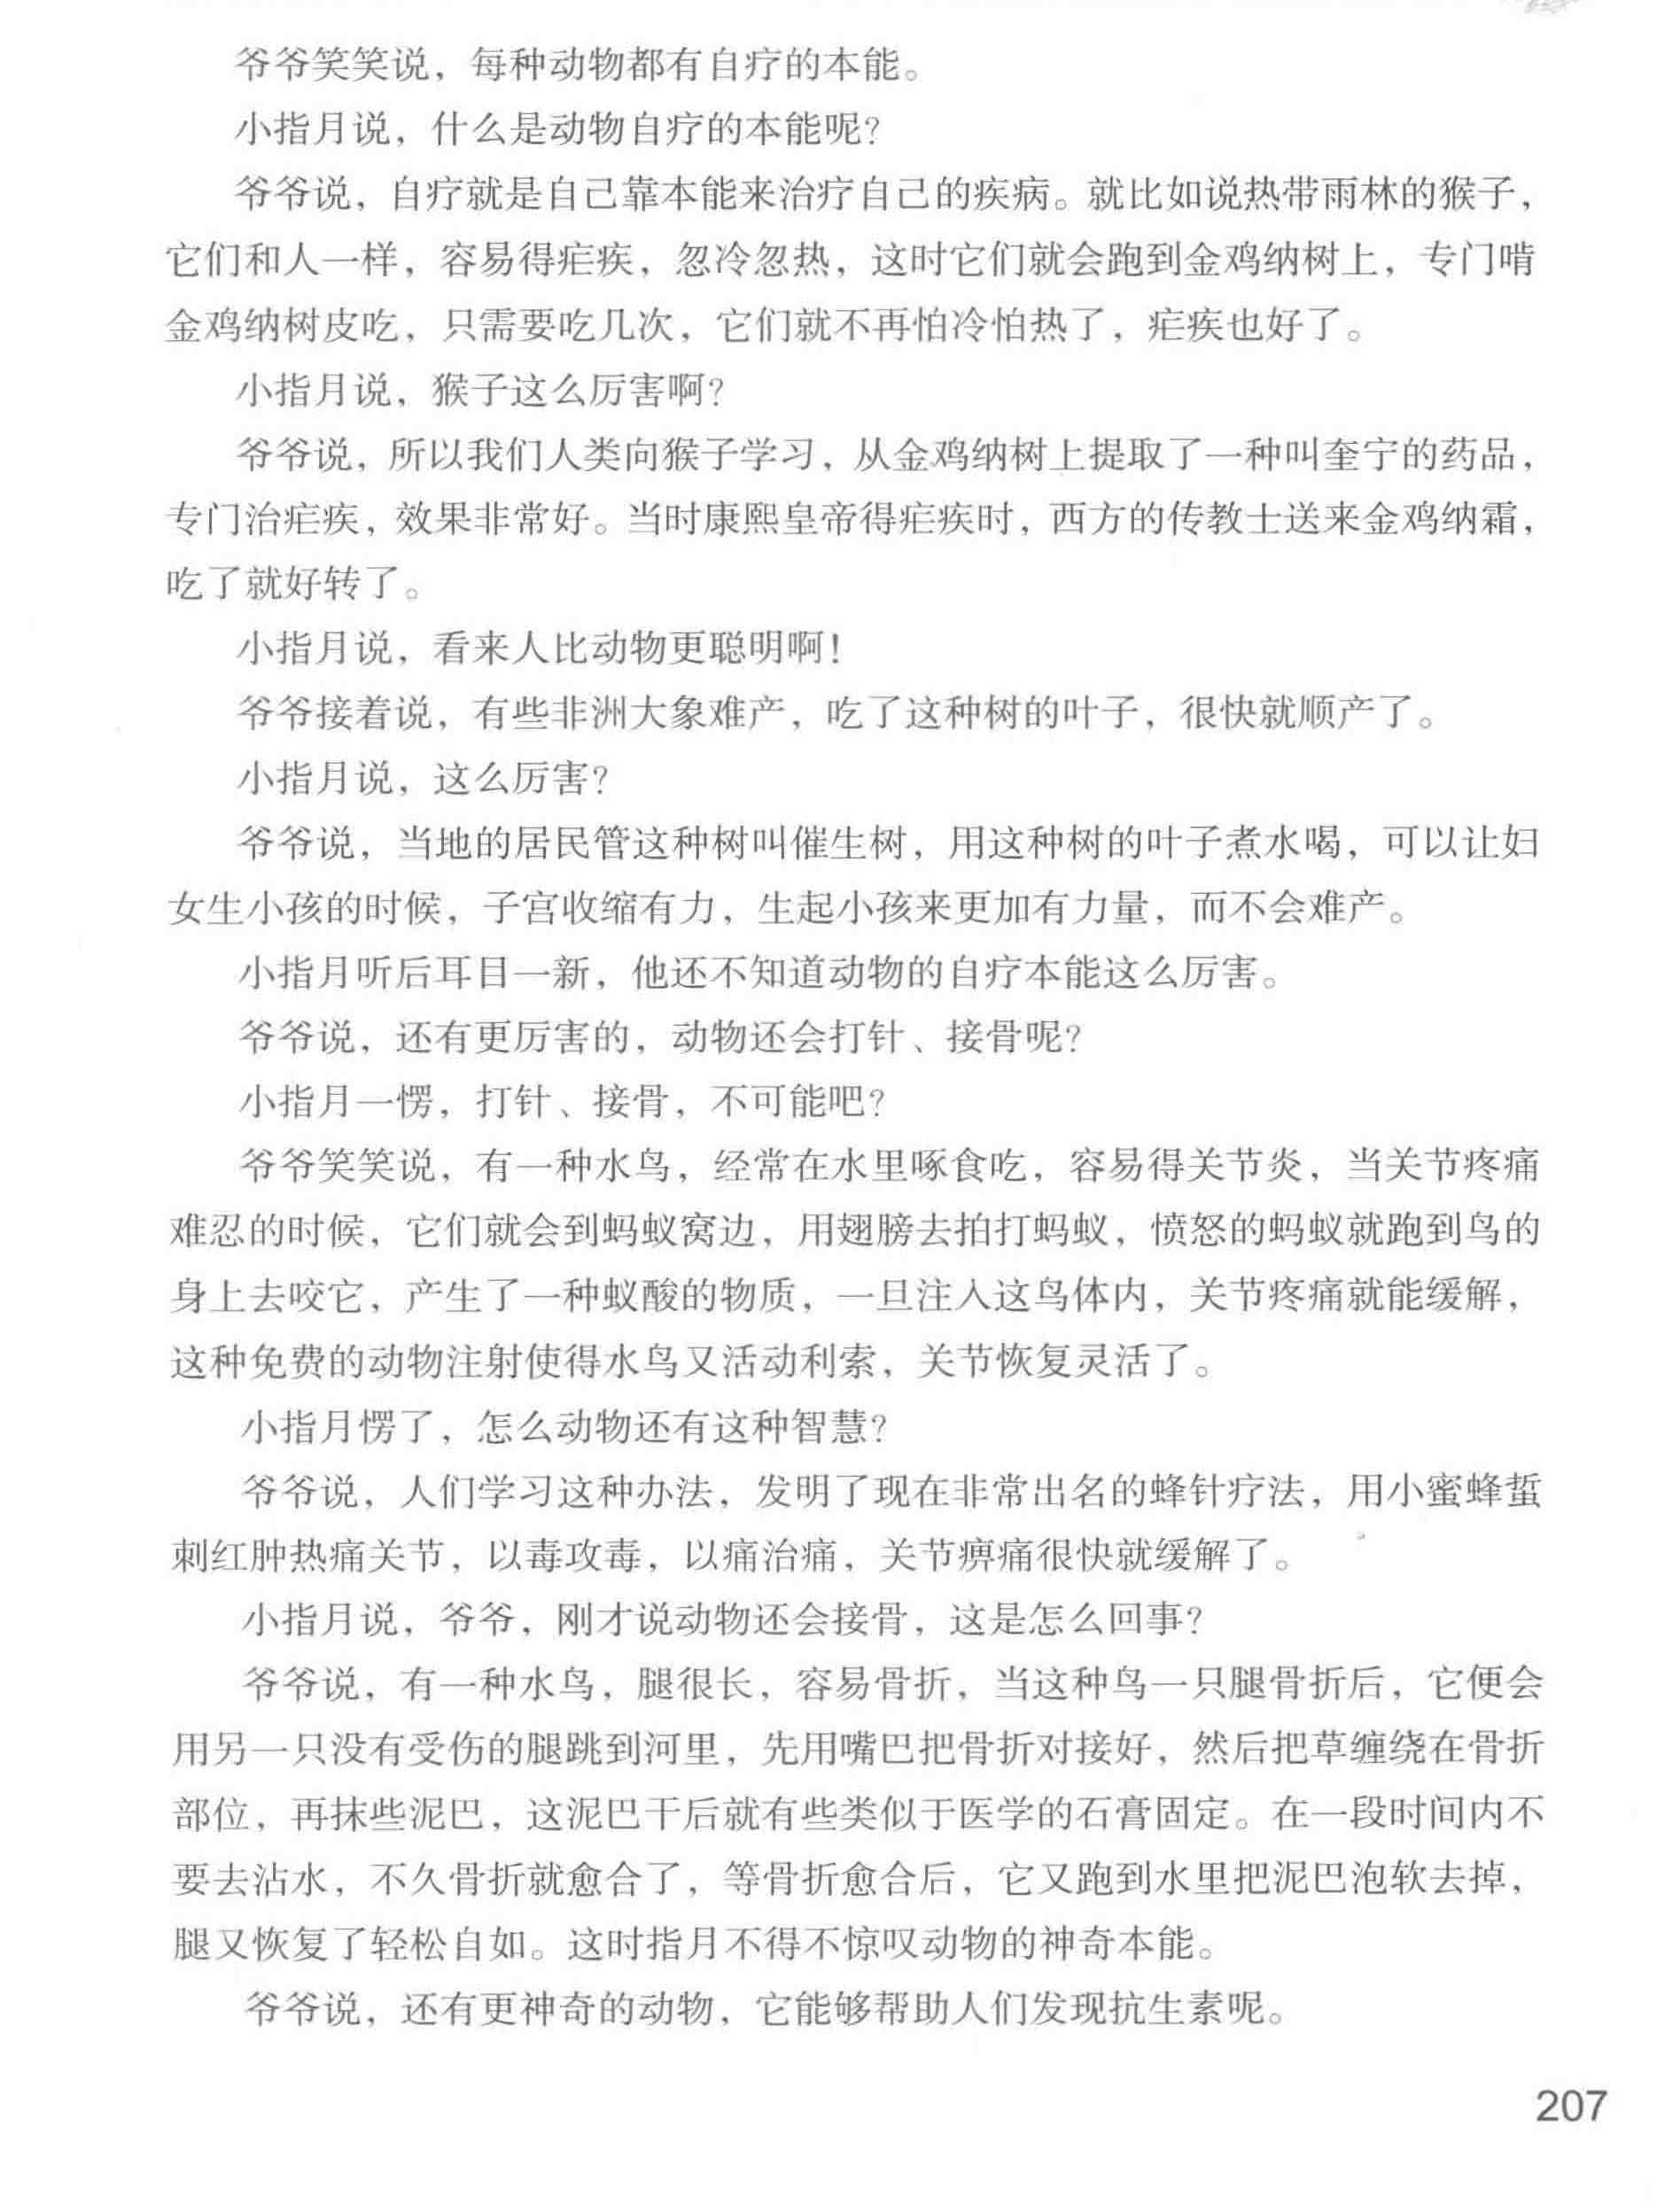 爷爷笑笑说，每种动物都有自疗的本能。
小指月说，什么是动物自疗的本能呢？
爷爷说，自疗就是自己靠本能来治疗自己的疾病。就比如说热带雨林的猴子，
它们和人一样，容易得疟疾，忽冷忽热，这时它们就会跑到金鸡纳树上，专门啃
金鸡纳树皮吃，只需要吃几次，它们就不再怕冷怕热了，疟疾也好了。
小指月说，猴子这么厉害啊？
爷爷说，所以我们人类向猴子学习，从金鸡纳树上提取了一种叫奎宁的药品，
专门治疟疾，效果非常好。当时康熙皇帝得疟疾时，西方的传教士送来金鸡纳霜，
吃了就好转了。
小指月说，看来人比动物更聪明啊！
爷爷接着说，有些非洲大象难产，吃了这种树的叶子，很快就顺产了。
小指月说，这么厉害？
爷爷说，当地的居民管这种树叫催生树，用这种树的叶子煮水喝，可以让妇
女生小孩的时候，子宫收缩有力，生起小孩来更加有力量，而不会难产。
小指月听后耳目一新，他还不知道动物的自疗本能这么厉害。
爷爷说，还有更厉害的，动物还会打针、接骨呢？
小指月一愣，打针、接骨，不可能吧？
爷爷笑笑说，有一种水鸟，经常在水里啄食吃，容易得关节炎，当关节疼痛
难忍的时候，它们就会到蚂蚁窝边，用翅膀去拍打蚂蚁，愤怒的蚂蚁就跑到鸟的
身上去咬它，产生了一种蚁酸的物质，一旦注入这鸟体内，关节疼痛就能缓解，
这种免费的动物注射使得水鸟又活动利索，关节恢复灵活了。
小指月愣了，怎么动物还有这种智慧？
爷爷说，人们学习这种办法，发明了现在非常出名的蜂针疗法，用小蜜蜂蜇
刺红肿热痛关节，以毒攻毒，以痛治痛，关节痹痛很快就缓解了。
小指月说，爷爷，刚才说动物还会接骨，这是怎么回事？
爷爷说，有一种水鸟，腿很长，容易骨折，当这种鸟一只腿骨折后，它便会
用另一只没有受伤的腿跳到河里，先用嘴巴把骨折对接好，然后把草缠绕在骨折
部位，再抹些泥巴，这泥巴干后就有些类似于医学的石膏固定。在一段时间内不
要去沾水，不久骨折就愈合了，等骨折愈合后，它又跑到水里把泥巴泡软去掉，
腿又恢复了轻松自如。这时指月不得不惊叹动物的神奇本能。
爷爷说，还有更神奇的动物，它能够帮助人们发现抗生素呢。
207